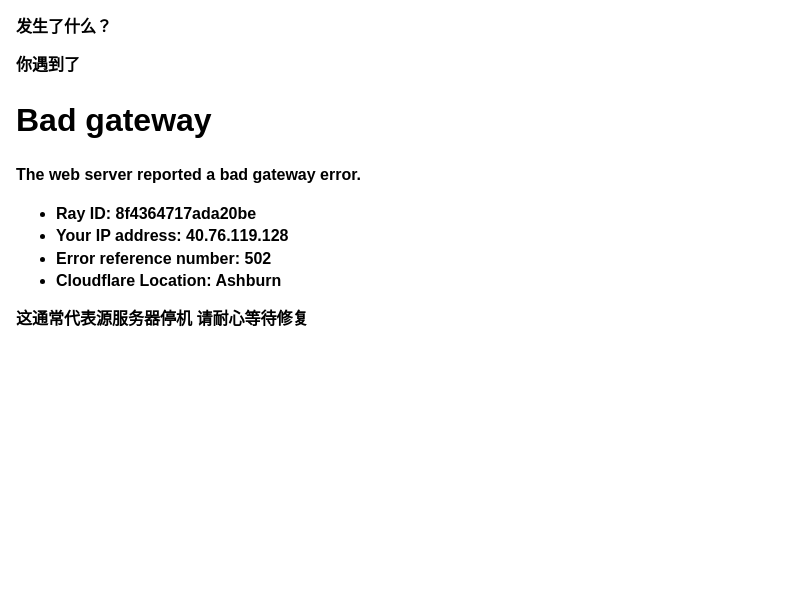 发生了什么？
你遇到了
Bad gateway
The web server reported a bad gateway error.
Ray ID: 8f4364717ada20be
Your IP address: 40.76.119.128
Error reference number: 502
Cloudflare Location: Ashburn
这通常代表源服务器停机 请耐心等待修复